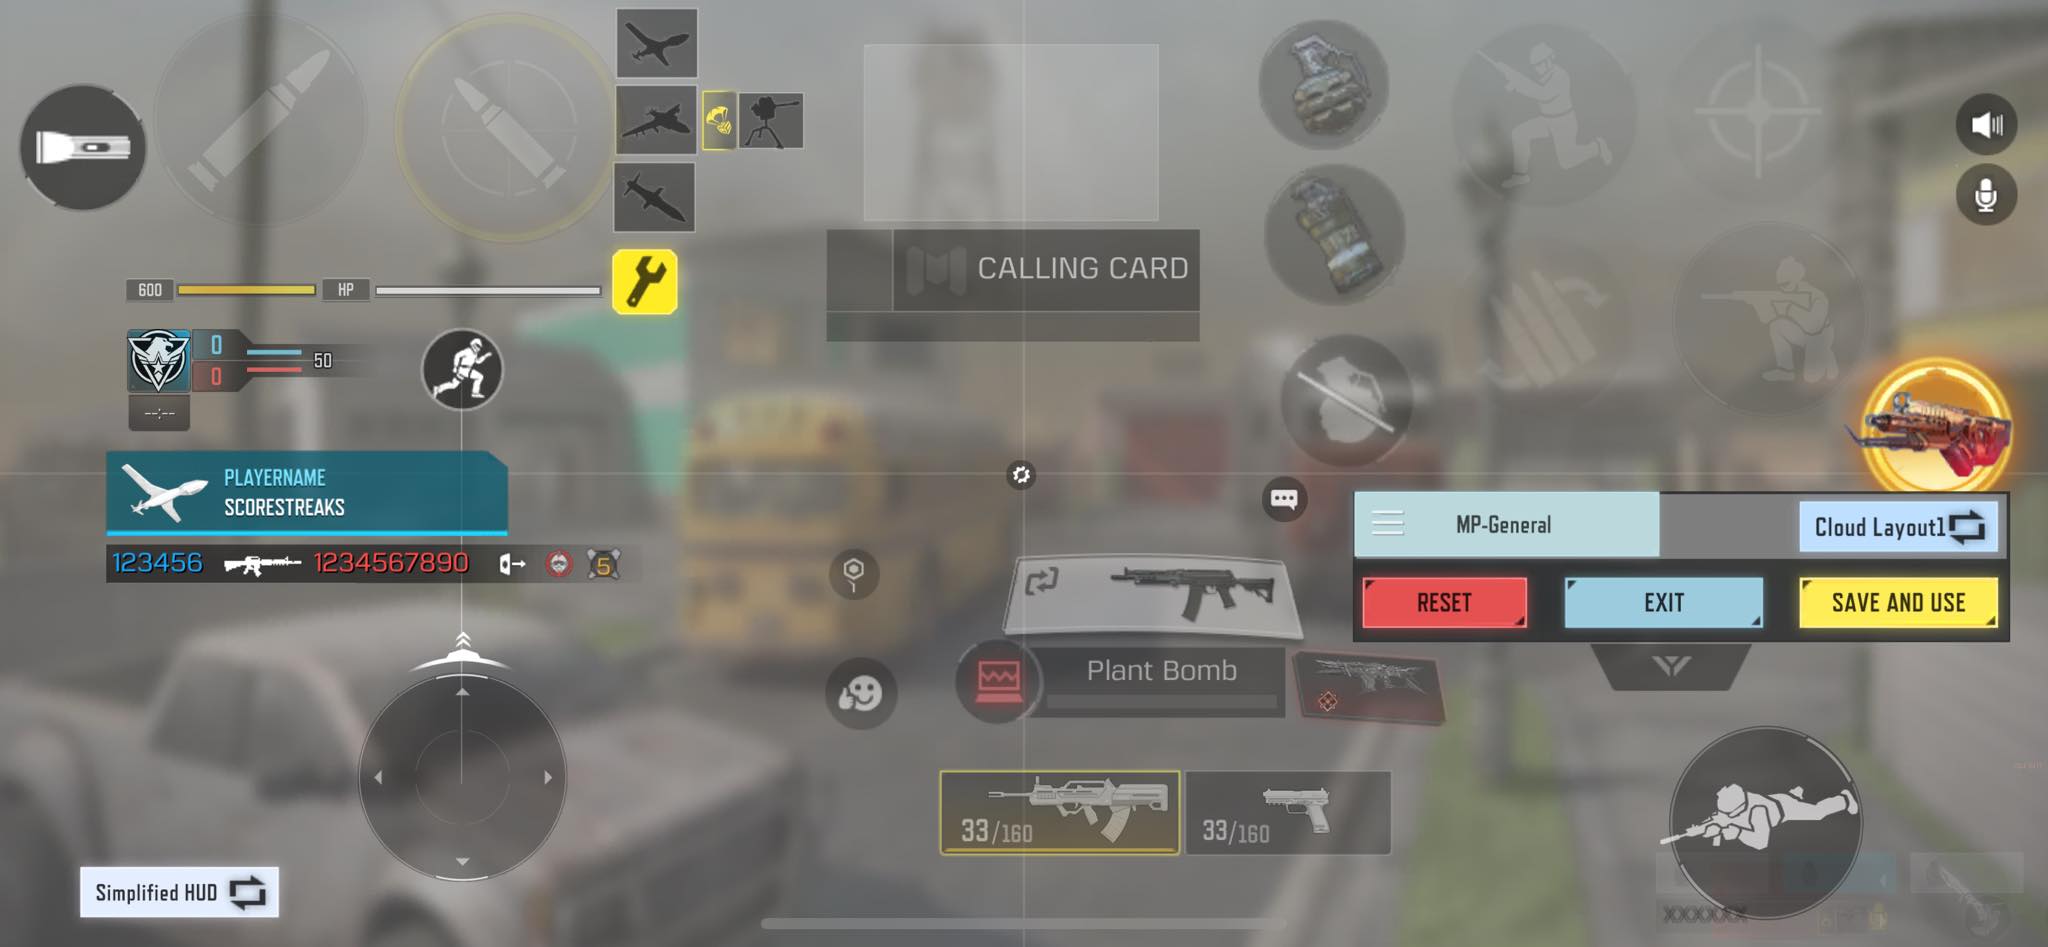 CALLING CARD
600
HP
0
0
50
--:--
PLAYERNAME
SCORESTREAKS
123456
1234567890
5
MP-General
Cloud Layout1
RESET
EXIT
SAVE AND USE
Plant Bomb
33/160
33/160
Simplified HUD
XXXXXXX